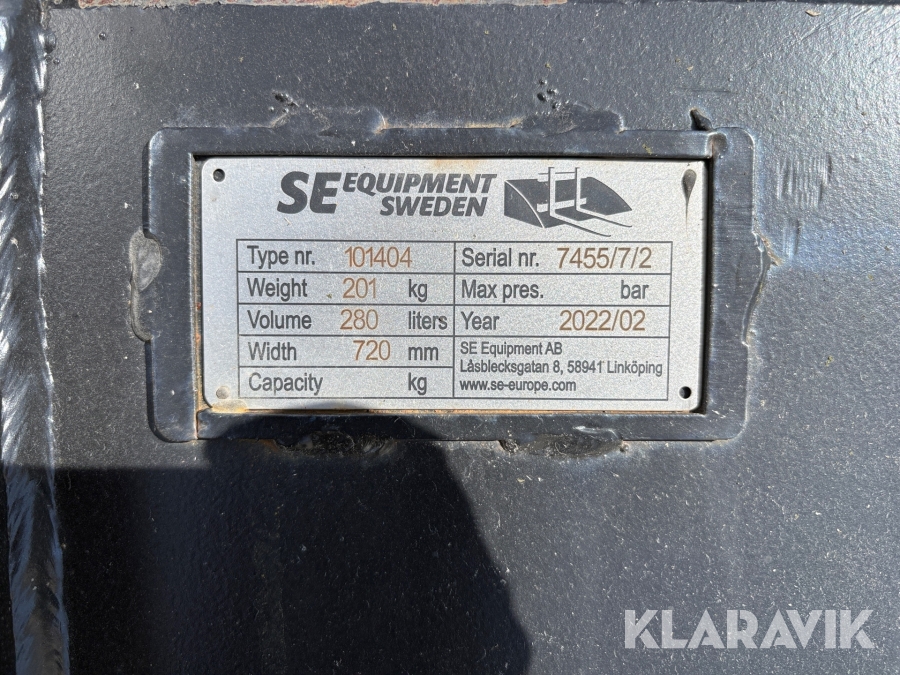 SE EQUIPMENT
SWEDEN
Type nr. 101404 Serial nr. 7455/7/2
Weight 201 kg Max pres. bar
Volume 280 liters Year 2022/02
Width 720 mm SE Equipment AB
Låsblecksgatan 8, 58941 Linköping
Capacity kg www.se-europe.com
KLARAVIK